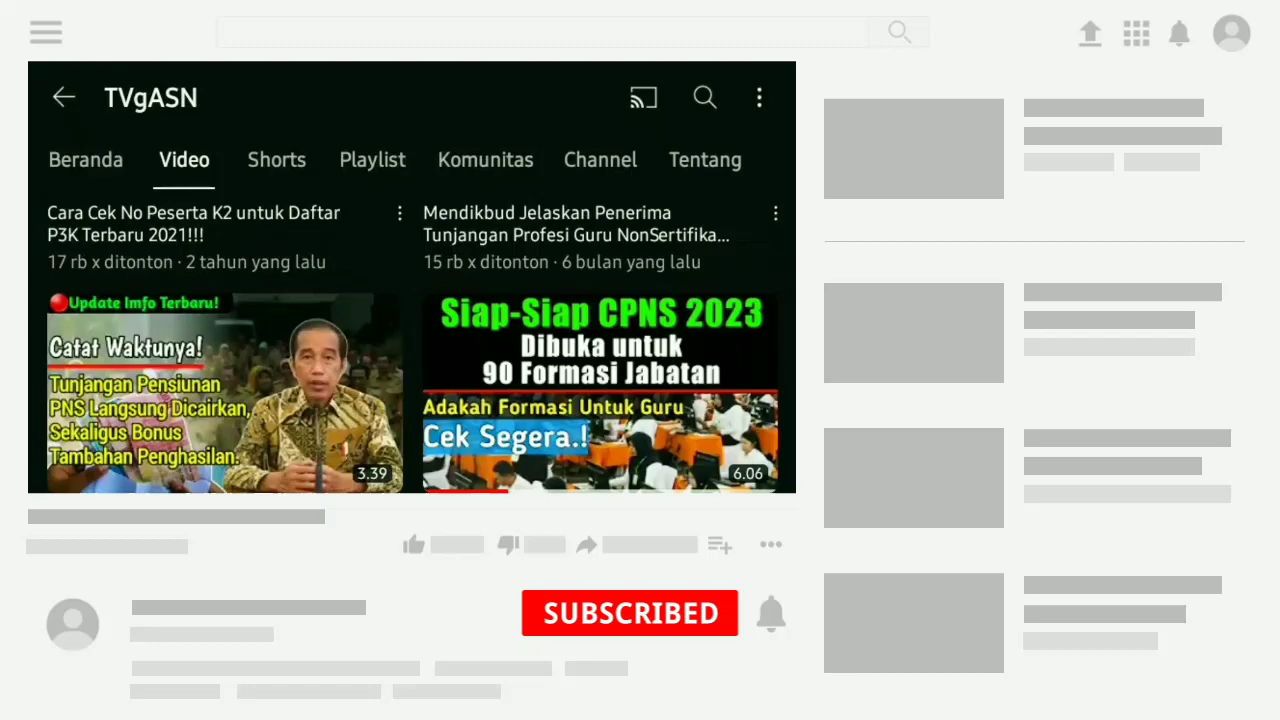 TVgASN
Beranda Video Shorts Playlist Komunitas Channel Tentang
Cara Cek No Peserta K2 untuk Daftar
P3K Terbaru 2021!!!
17 rb x ditonton · 2 tahun yang lalu
Mendikbud Jelaskan Penerima
Tunjangan Profesi Guru NonSertifika...
15 rb x ditonton · 6 bulan yang lalu
Update Imfo Terbaru!
Catat Waktunya!
Tunjangan Pensiunan
PNS Langsung Dicairkan,
Sekaligus Bonus
Tambahan Penghasilan.
3.39
Siap-Siap CPNS 2023
Dibuka untuk
90 Formasi Jabatan
Adakah Formasi Untuk Guru
Cek Segera.!
6.06
SUBSCRIBED